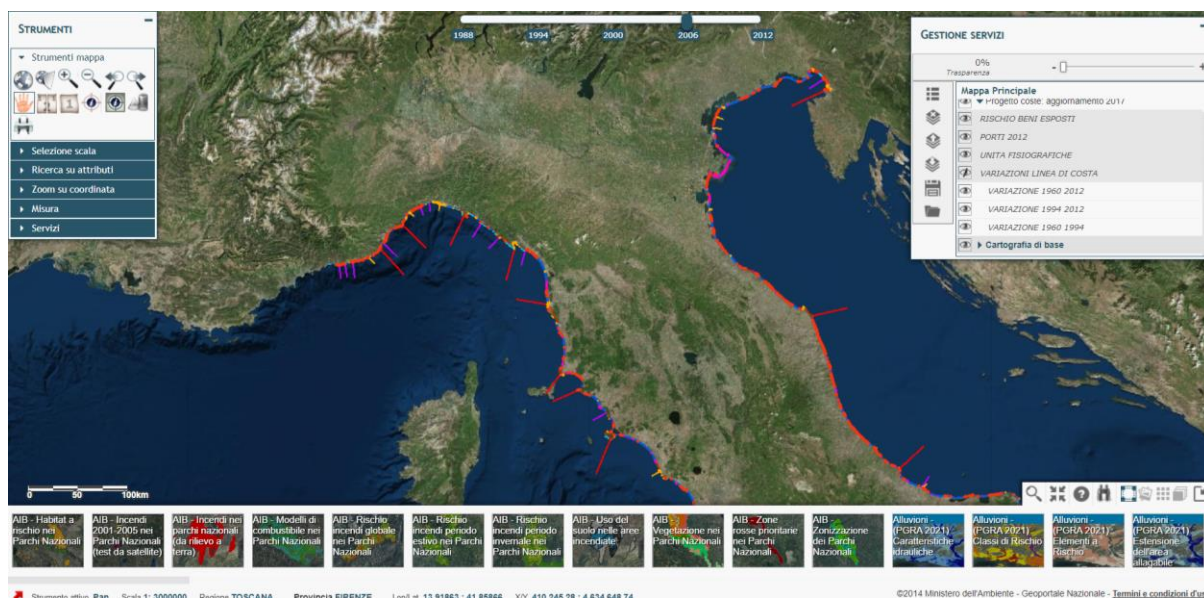 STRUMENTI
Strumenti mappa
Selezione scala
Ricerca su attributi
Zoom su coordinata
Misura
Servizi
1988
1994
2000
2006
2012
GESTIONE SERVIZI
0%
Trasparenza
-
+
Mappa Principale
Progetto coste: aggiornamento 2017
RISCHIO BENI ESPOSTI
PORTI 2012
UNITA FISIOGRAFICHE
VARIAZIONI LINEA DI COSTA
VARIAZIONE 1960 2012
VARIAZIONE 1994 2012
VARIAZIONE 1960 1994
Cartografia di base
0 50 100km
AIB - Habitat a
rischio nei
Parchi Nazionali
AIB - Incendi
2001-2005 nei
Parchi Nazionali
(test da satellite)
AIB - Incendi nei
parchi nazionali
(da rilievo a
terra)
AIB - Modelli di
combustibile nei
Parchi Nazionali
AIB - Rischio
incendi globale
nei Parchi
Nazionali
AIB - Rischio
incendi periodo
estivo nei Parchi
Nazionali
AIB - Rischio
incendi periodo
invernale nei Parchi
Nazionali
AIB - Uso del
suolo nelle aree
incendiate
AIB -
Vegetazione nei
Parchi Nazionali
AIB - Zone
rosse prioritarie
nei Parchi
Nazionali
AIB -
Zonizzazione
dei Parchi
Nazionali
Alluvioni -
(PGRA 2021)
Caratteristiche
Idrauliche
Alluvioni -
(PGRA 2021)
Classi di Rischio
Alluvioni -
(PGRA 2021)
Elementi a
Rischio
Alluvioni -
(PGRA 2021)
Estensione
dell'area
allagabile
Strumento attivo Pan Scala 1: 3000000 Regione TOSCANA Provincia FIRENZE Lon/Lat 13.91863 ; 41.85866 X/Y 410,245.28 ; 4,634,648.74
©2014 Ministero dell'Ambiente - Geoportale Nazionale - Termini e condizioni d'us